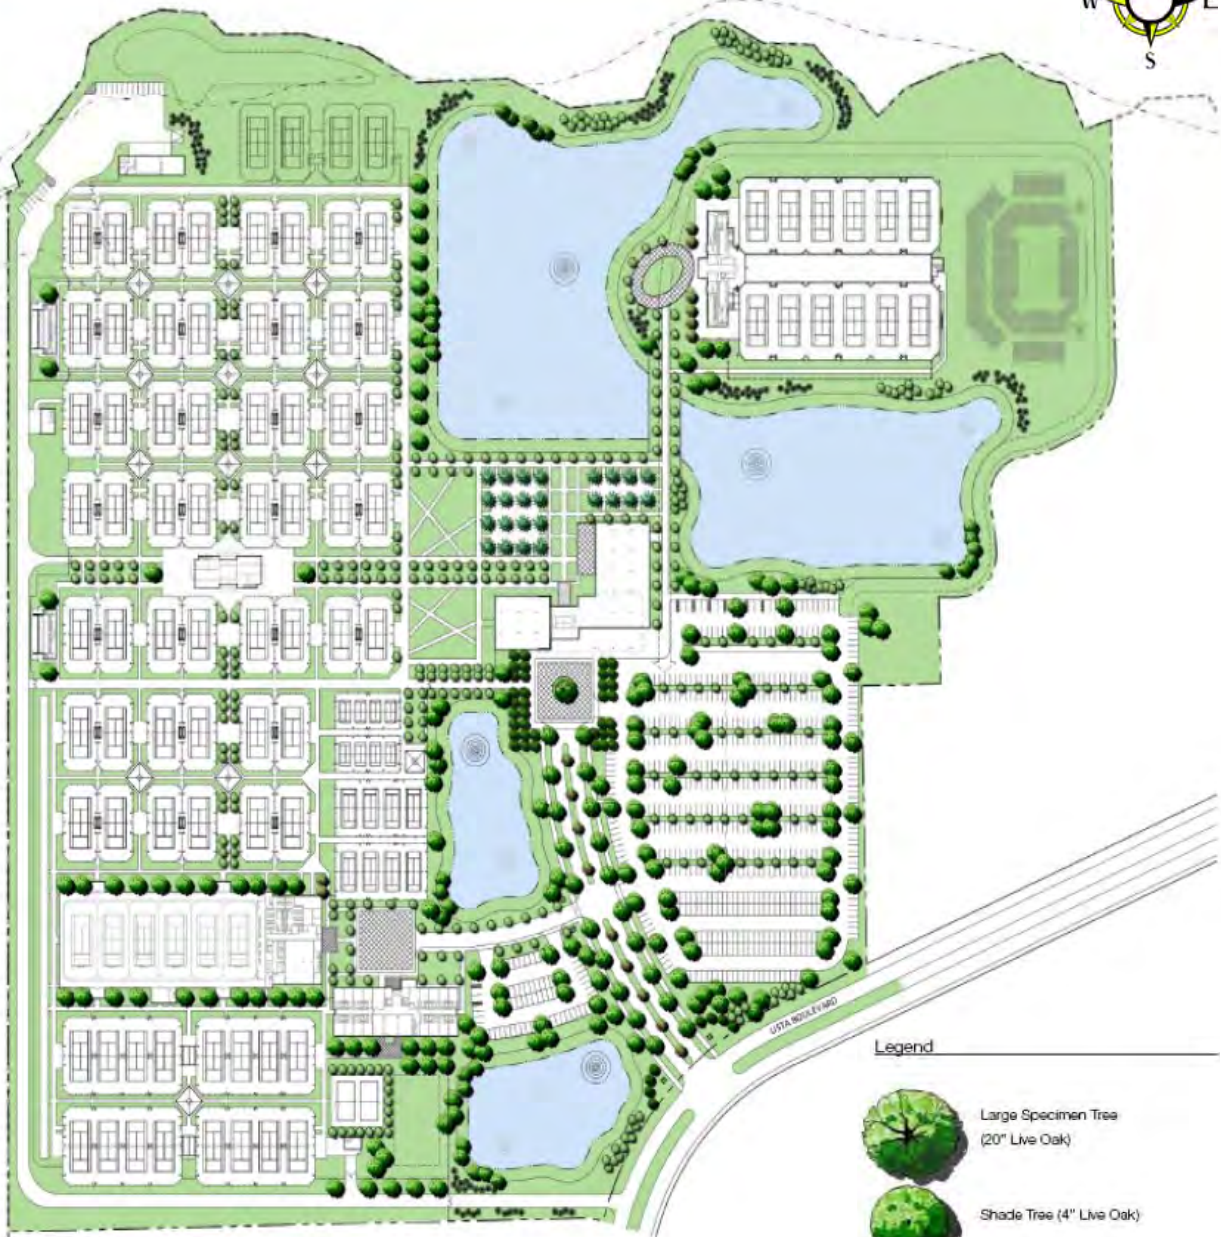 W
E
S
USTA BOULEVARD
Legend
Large Specimen Tree
(20" Live Oak)
Shade Tree (4" Live Oak)